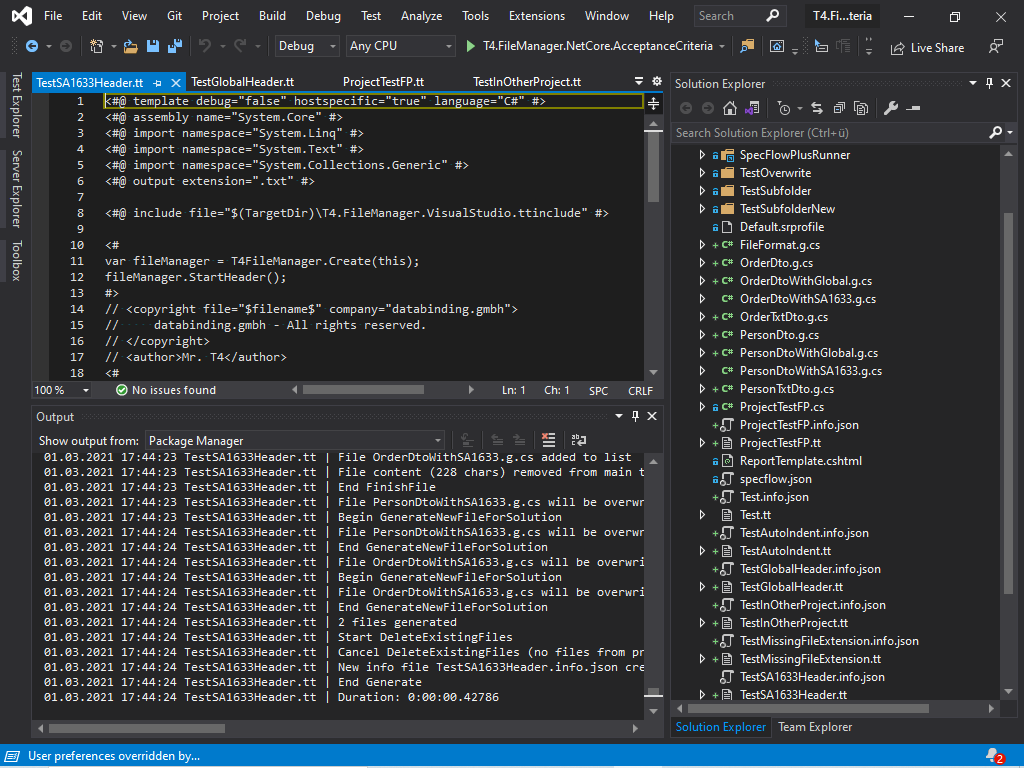 File Edit View Git Project Build Debug Test Analyze Tools Extensions Window Help Search T4.Fi...teria
Debug Any CPU T4.FileManager.NetCore.AcceptanceCriteria Live Share
Test Explorer
Server Explorer
Toolbox
TestSA1633Header.tt TestGlobalHeader.tt ProjectTestFP.tt TestInOtherProject.tt
1 <#@ template debug="false" hostspecific="true" language="C#" #>
2 <#@ assembly name="System.Core" #>
3 <#@ import namespace="System.Linq" #>
4 <#@ import namespace="System.Text" #>
5 <#@ import namespace="System.Collections.Generic" #>
6 <#@ output extension=".txt" #>
7
8 <#@ include file="$(TargetDir)\T4.FileManager.VisualStudio.ttinclude" #>
9
10 <#
11 var fileManager = T4FileManager.Create(this);
12 fileManager.StartHeader();
13 #>
14 // <copyright file="$filename$" company="databinding.gmbh">
15 //     databinding.gmbh - All rights reserved.
16 // </copyright>
17 // <author>Mr. T4</author>
18 <#
100 % No issues found Ln: 1 Ch: 1 SPC CRLF
Output
Show output from: Package Manager
01.03.2021 17:44:23 TestSA1633Header.tt | File OrderDtoWithSA1633.g.cs added to list
01.03.2021 17:44:23 TestSA1633Header.tt | File content (228 chars) removed from main t
01.03.2021 17:44:23 TestSA1633Header.tt | End FinishFile
01.03.2021 17:44:23 TestSA1633Header.tt | File PersonDtoWithSA1633.g.cs will be overwr
01.03.2021 17:44:23 TestSA1633Header.tt | Begin GenerateNewFileForSolution
01.03.2021 17:44:24 TestSA1633Header.tt | File PersonDtoWithSA1633.g.cs will be overwr
01.03.2021 17:44:24 TestSA1633Header.tt | End GenerateNewFileForSolution
01.03.2021 17:44:24 TestSA1633Header.tt | File OrderDtoWithSA1633.g.cs will be overwri
01.03.2021 17:44:24 TestSA1633Header.tt | Begin GenerateNewFileForSolution
01.03.2021 17:44:24 TestSA1633Header.tt | File OrderDtoWithSA1633.g.cs will be overwri
01.03.2021 17:44:24 TestSA1633Header.tt | End GenerateNewFileForSolution
01.03.2021 17:44:24 TestSA1633Header.tt | 2 files generated
01.03.2021 17:44:24 TestSA1633Header.tt | Start DeleteExistingFiles
01.03.2021 17:44:24 TestSA1633Header.tt | Cancel DeleteExistingFiles (no files from pr
01.03.2021 17:44:24 TestSA1633Header.tt | New info file TestSA1633Header.info.json cre
01.03.2021 17:44:24 TestSA1633Header.tt | End Generate
01.03.2021 17:44:24 TestSA1633Header.tt | Duration: 0:00:00.42786
Solution Explorer
Search Solution Explorer (Ctrl+ü)
SpecFlowPlusRunner
TestOverwrite
TestSubfolder
TestSubfolderNew
Default.srprofile
C# FileFormat.g.cs
C# OrderDto.g.cs
C# OrderDtoWithGlobal.g.cs
C# OrderDtoWithSA1633.g.cs
C# OrderTxtDto.g.cs
C# PersonDto.g.cs
C# PersonDtoWithGlobal.g.cs
C# PersonDtoWithSA1633.g.cs
C# PersonTxtDto.g.cs
C# ProjectTestFP.cs
ProjectTestFP.info.json
ProjectTestFP.tt
ReportTemplate.cshtml
specflow.json
Test.info.json
Test.tt
TestAutoIndent.info.json
TestAutoIndent.tt
TestGlobalHeader.info.json
TestGlobalHeader.tt
TestInOtherProject.info.json
TestInOtherProject.tt
TestMissingFileExtension.info.json
TestMissingFileExtension.tt
TestSA1633Header.info.json
TestSA1633Header.tt
Solution Explorer Team Explorer
User preferences overridden by... 2